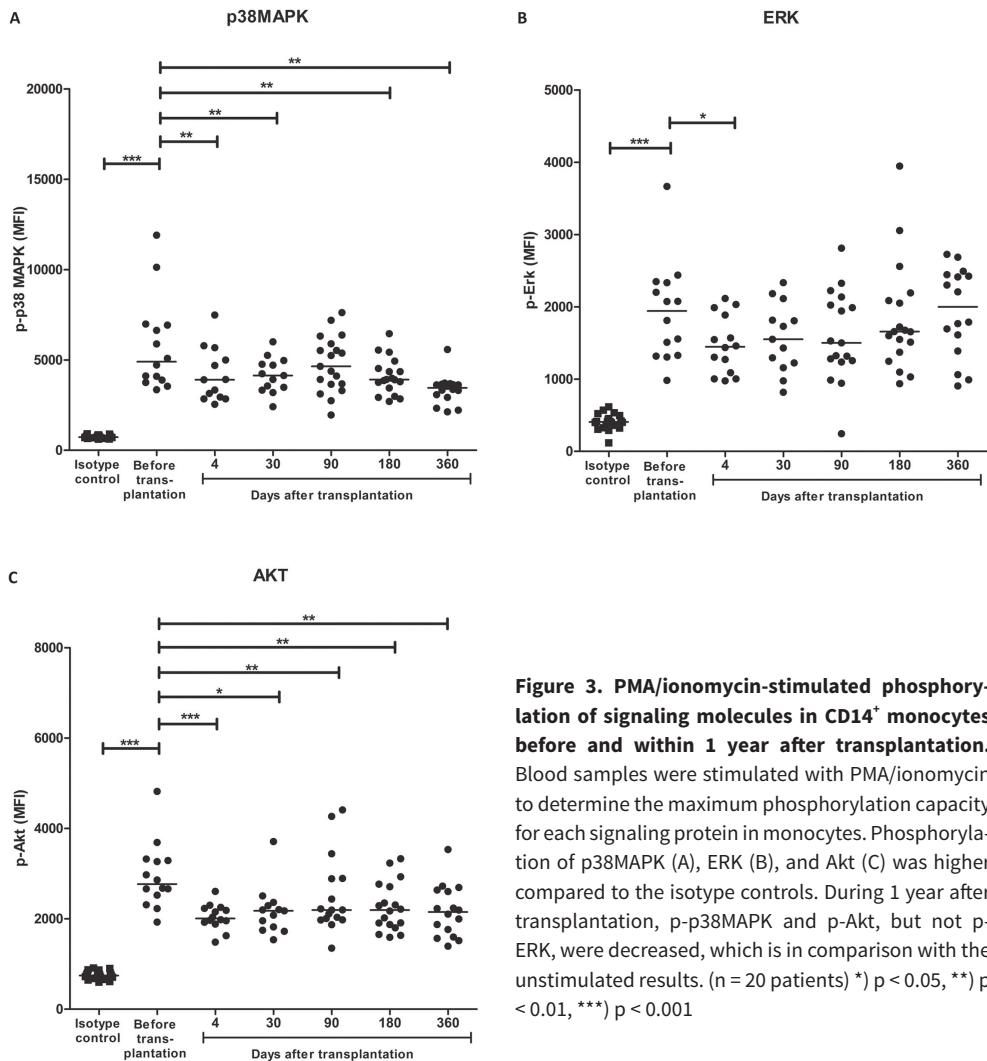 A
p38MAPK
p-p38 MAPK (MFI)
20000
15000
10000
5000
0
**
**
**
**
***
Isotype control
Before trans-plantation
4
30
90
180
360
Days after transplantation
B
ERK
p-Erk (MFI)
5000
4000
3000
2000
1000
0
*
***
Isotype control
Before trans-plantation
4
30
90
180
360
Days after transplantation
C
AKT
p-Akt (MFI)
8000
6000
4000
2000
0
**
**
**
*
***
***
Isotype control
Before trans-plantation
4
30
90
180
360
Days after transplantation
Figure 3. PMA/ionomycin-stimulated phosphory-
lation of signaling molecules in CD14⁺ monocytes
before and within 1 year after transplantation.
Blood samples were stimulated with PMA/ionomycin
to determine the maximum phosphorylation capacity
for each signaling protein in monocytes. Phosphoryla-
tion of p38MAPK (A), ERK (B), and Akt (C) was higher
compared to the isotype controls. During 1 year after
transplantation, p-p38MAPK and p-Akt, but not p-
ERK, were decreased, which is in comparison with the
unstimulated results. (n = 20 patients) *) p < 0.05, **) p
< 0.01, ***) p < 0.001